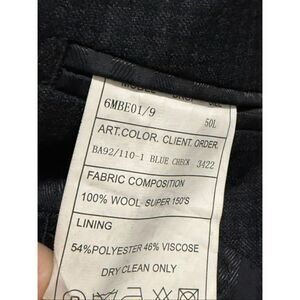 6MBE01/9 50L
ART.COLOR. CLIENT. ORDER
BA92/110-1 BLUE CHECK 3422
FABRIC COMPOSITION
100% WOOL SUPER 150'S
LINING
54%POLYESTER 46% VISCOSE
DRY CLEAN ONLY